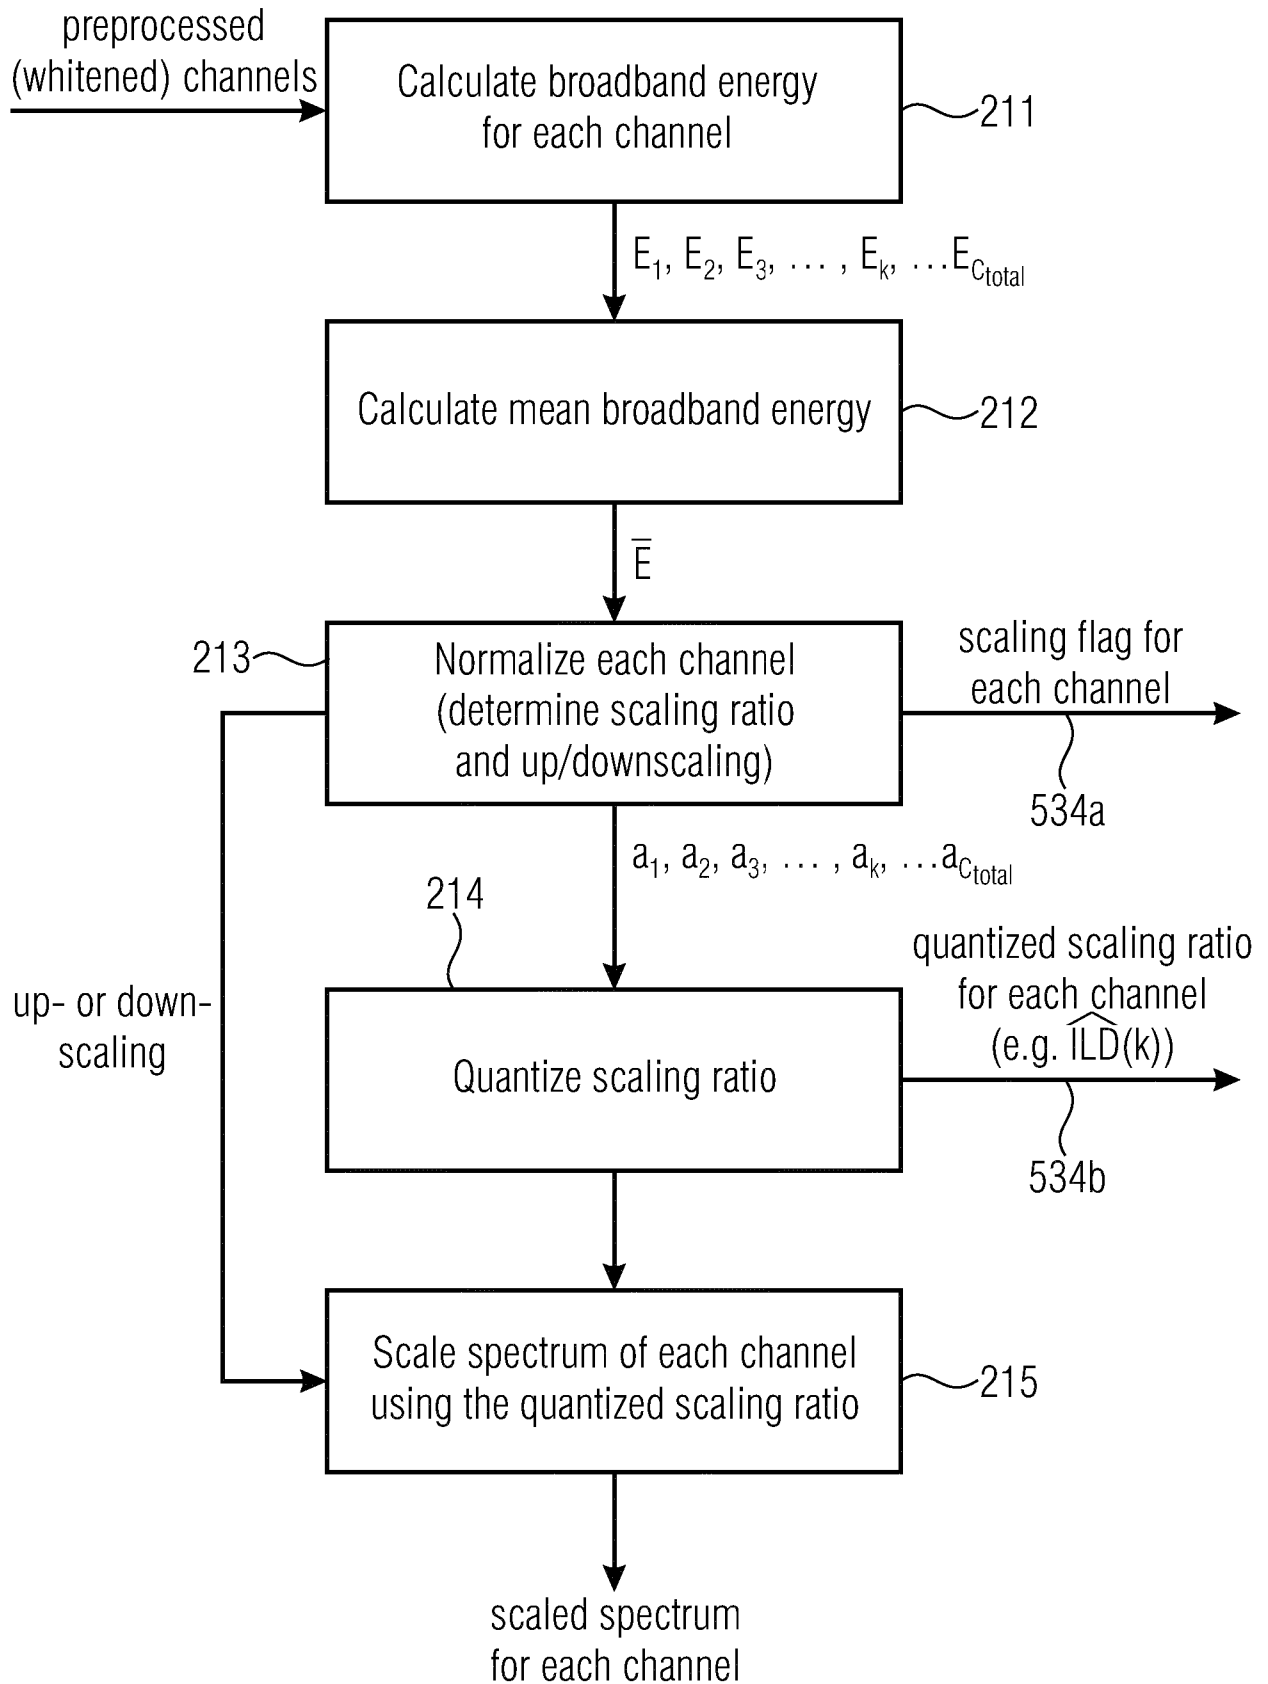 preprocessed
(whitened) channels
Calculate broadband energy
for each channel
211
E1, E2, E3, ... , Ek, ...ECtotal
Calculate mean broadband energy
212
E̅
213
Normalize each channel
(determine scaling ratio
and up/downscaling)
scaling flag for
each channel
534a
a1, a2, a3, ... , ak, ...aCtotal
214
quantized scaling ratio
for each channel
(e.g. ILD̂(k))
up- or down-
scaling
Quantize scaling ratio
534b
Scale spectrum of each channel
using the quantized scaling ratio
215
scaled spectrum
for each channel